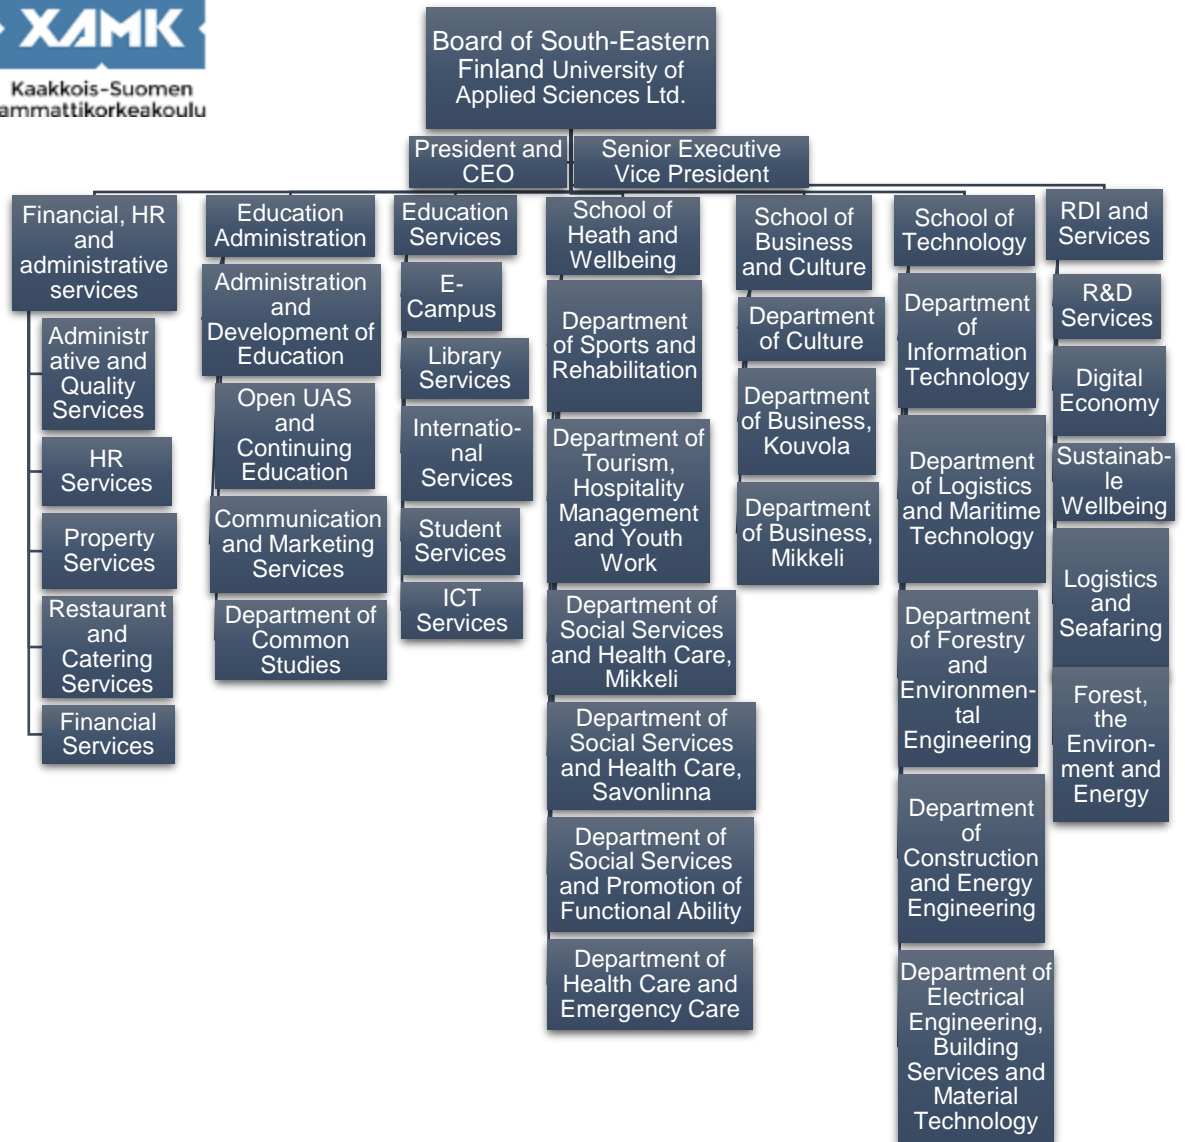 XAMK
Kaakkois-Suomen
ammattikorkeakoulu
Board of South-Eastern
Finland University of
Applied Sciences Ltd.
President and
CEO
Senior Executive
Vice President
Financial, HR
and
administrative
services
Administr
ative and
Quality
Services
HR
Services
Property
Services
Restaurant
and
Catering
Services
Financial
Services
Education
Administration
Administration
and
Development of
Education
Open UAS
and
Continuing
Education
Communication
and Marketing
Services
Department of
Common
Studies
Education
Services
E-
Campus
Library
Services
Internatio-
nal
Services
Student
Services
ICT
Services
School of
Heath and
Wellbeing
Department
of Sports and
Rehabilitation
Department of
Tourism,
Hospitality
Management
and Youth
Work
Department of
Social Services
and Health Care,
Mikkeli
Department of
Social Services
and Health Care,
Savonlinna
Department of
Social Services
and Promotion of
Functional Ability
Department of
Health Care and
Emergency Care
School of
Business
and Culture
Department
of Culture
Department
of Business,
Kouvola
Department
of Business,
Mikkeli
School of
Technology
Department
of
Information
Technology
Department
of Logistics
and Maritime
Technology
Department
of Forestry
and
Environmen-
tal
Engineering
Department
of
Construction
and Energy
Engineering
Department of
Electrical
Engineering,
Building
Services and
Material
Technology
RDI and
Services
R&D
Services
Digital
Economy
Sustainab-
le
Wellbeing
Logistics
and
Seafaring
Forest,
the
Environ-
ment and
Energy